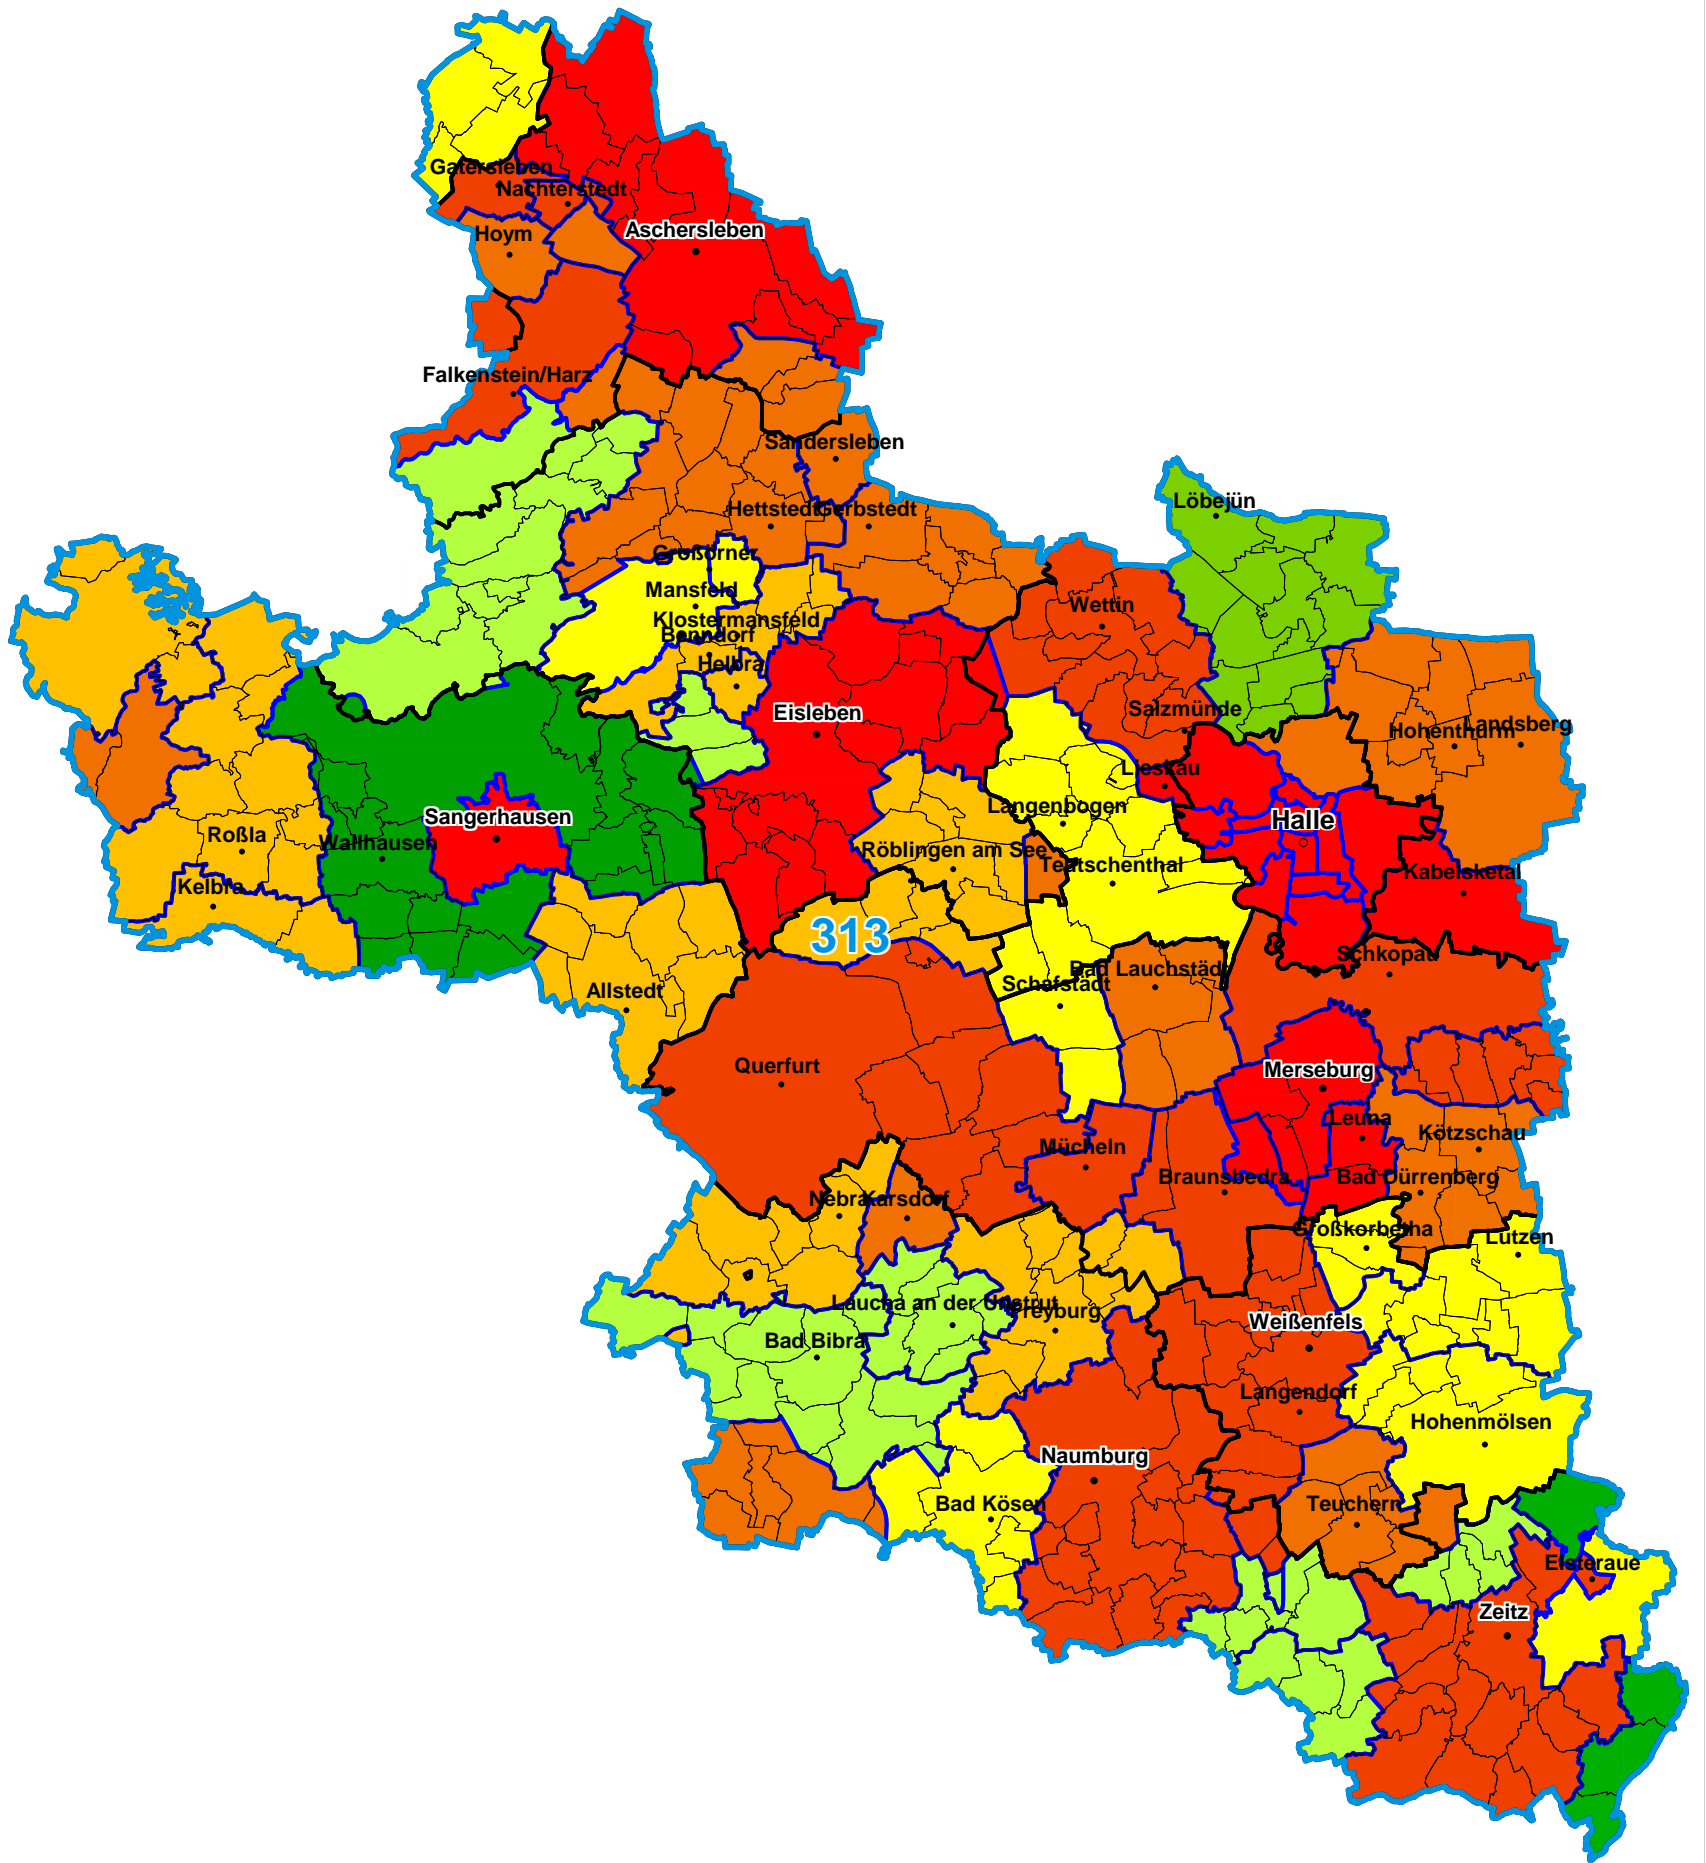 Gatersleben
Nachterstedt
Hoym
Aschersleben
Falkenstein/Harz
Sandersleben
Hettstedt
Gerbstedt
Löbejün
Großörner
Mansfeld
Klostermansfeld
Benndorf
Helbra
Wettin
Salzmünde
Eisleben
Hohenthurm
Landsberg
Lieskau
Langenbogen
Sangerhausen
Halle
Roßla
Wallhausen
Röblingen am See
Teutschenthal
Kabelsketal
Kelbra
313
Schkopau
Bad Lauchstädt
Schafstädt
Allstedt
Querfurt
Merseburg
Leuna
Kötzschau
Mücheln
Braunsbedra
Bad Dürrenberg
Nebra
Karsdorf
Großkorbetha
Lützen
Laucha an der Unstrut
Freyburg
Weißenfels
Bad Bibra
Langendorf
Hohenmölsen
Naumburg
Bad Kösen
Teuchern
Elsteraue
Zeitz